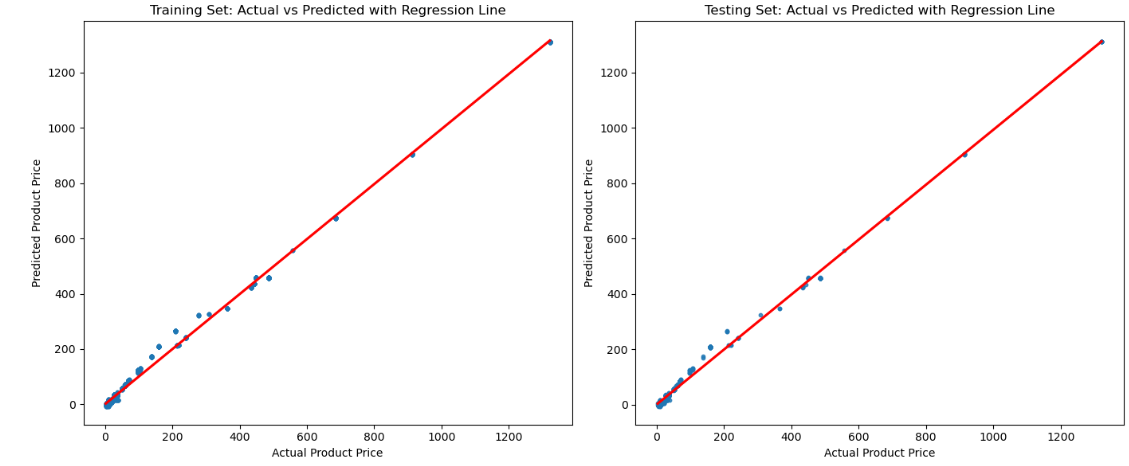 Training Set: Actual vs Predicted with Regression Line
Predicted Product Price
1200
1000
800
600
400
200
0
0 200 400 600 800 1000 1200
Actual Product Price
Testing Set: Actual vs Predicted with Regression Line
Predicted Product Price
1200
1000
800
600
400
200
0
0 200 400 600 800 1000 1200
Actual Product Price